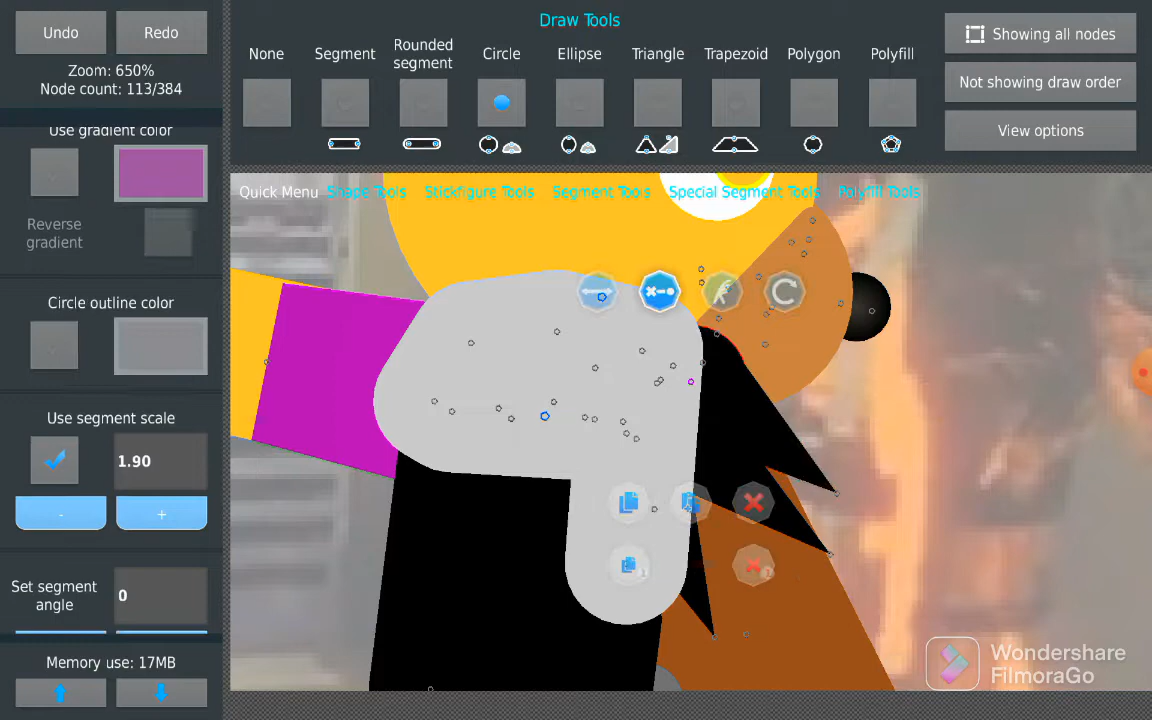 Undo
Redo
Zoom: 650%
Node count: 113/384
Use gradient color
Reverse
gradient
Circle outline color
Use segment scale
1.90
-
+
Set segment
angle
0
Memory use: 17MB
Draw Tools
None
Segment
Rounded
segment
Circle
Ellipse
Triangle
Trapezoid
Polygon
Polyfill
Showing all nodes
Not showing draw order
View options
Quick Menu
Shape Tools
Stickfigure Tools
Segment Tools
Special Segment Tools
Polyfill Tools
1
1
Wondershare
FilmoraGo